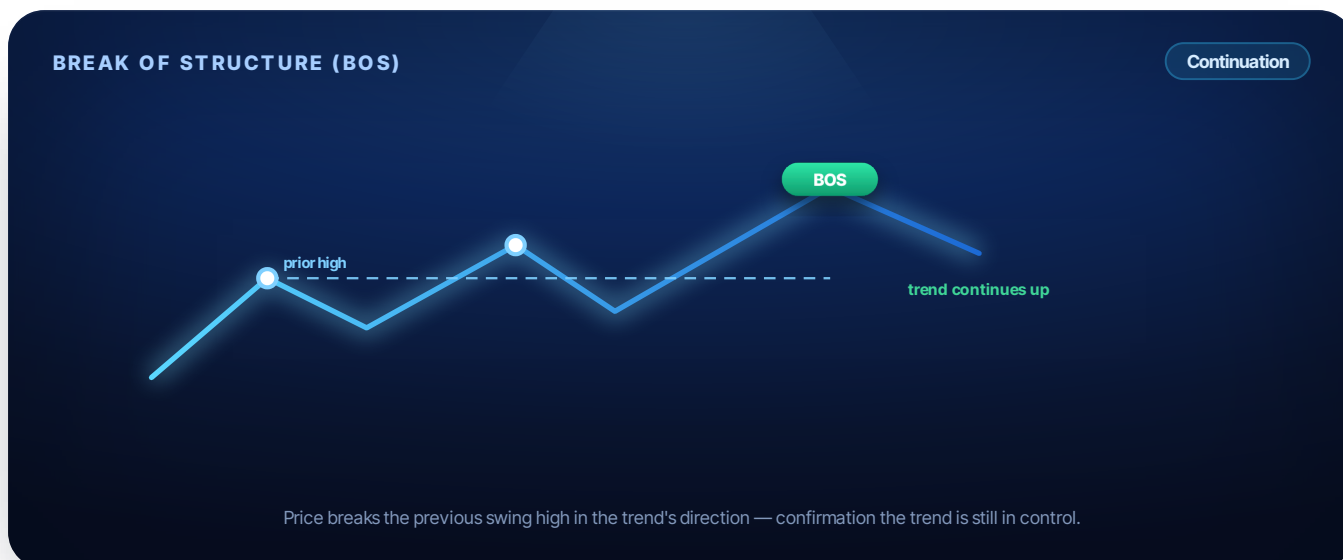 BREAK OF STRUCTURE (BOS)
Continuation
BOS
prior high
trend continues up
Price breaks the previous swing high in the trend's direction — confirmation the trend is still in control.